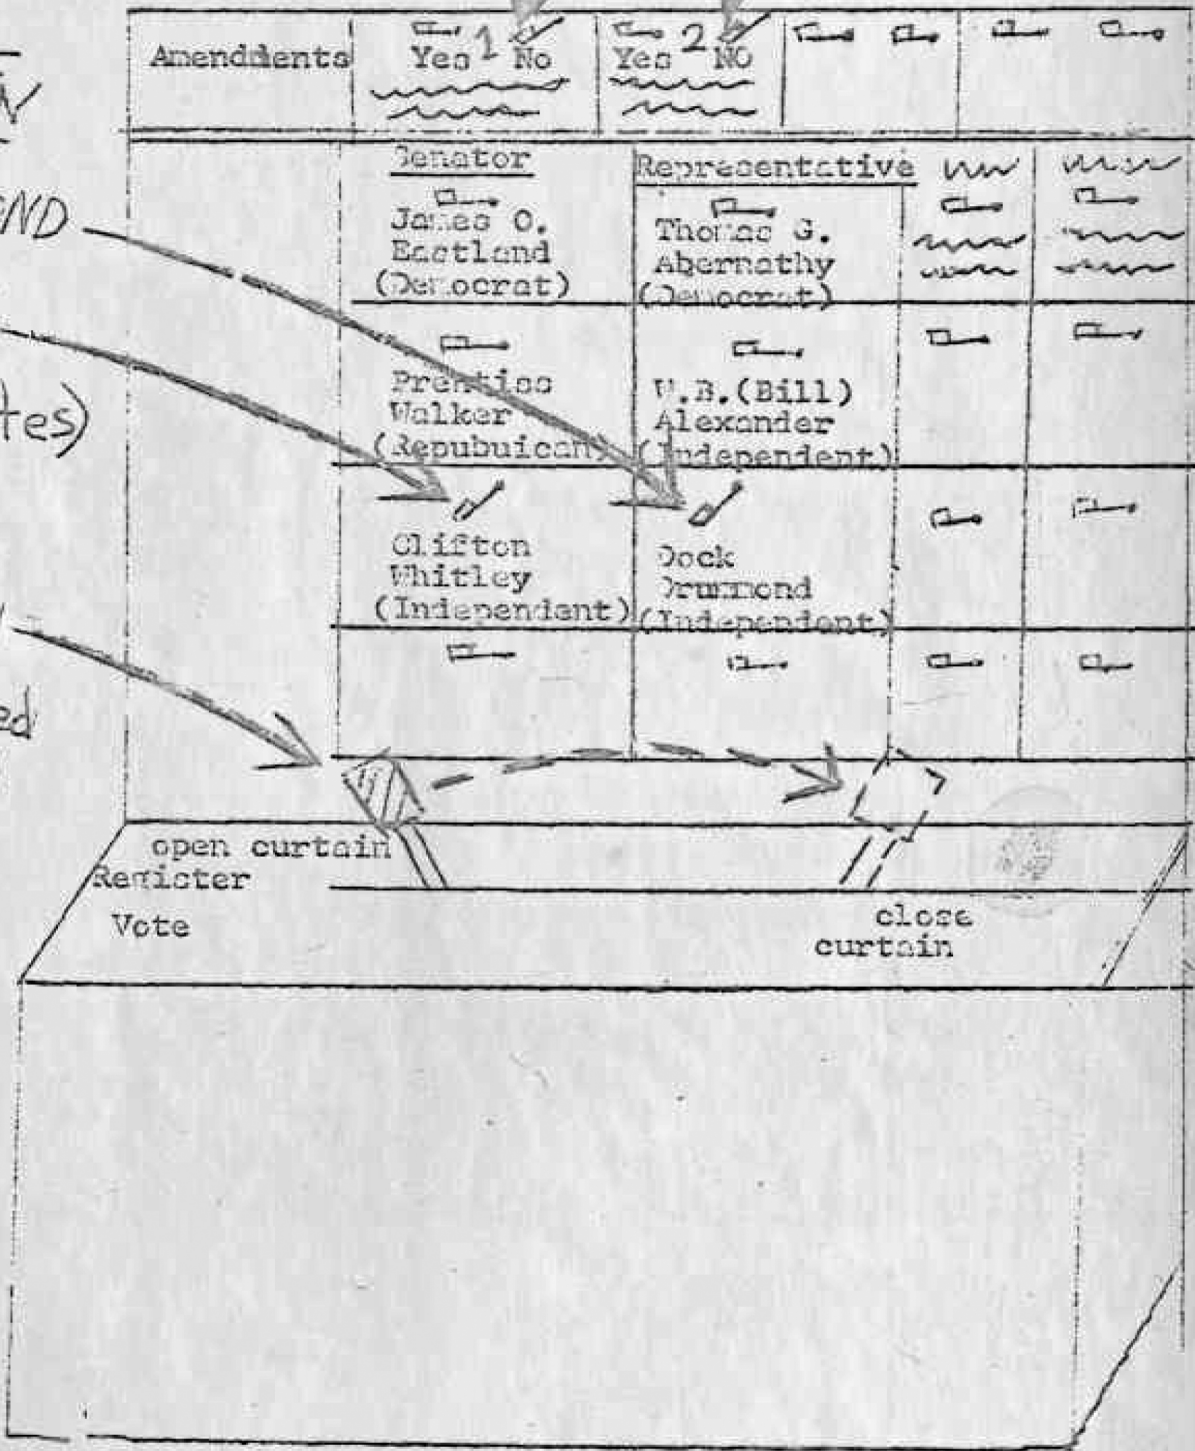 Amenddents
Yes 1 No
Yes 2 NO
Senator
James O.
Eastland
(Democrat)
Representative
Thomas G.
Abernathy
(Democrat)
Prentiss
Walker
(Repubuican)
W.B.(Bill)
Alexander
(Independent)
Clifton
Whitley
(Independent)
Dock
Drummond
(Independent)
open curtain
Register
Vote
close
curtain
ND
tes)
ed